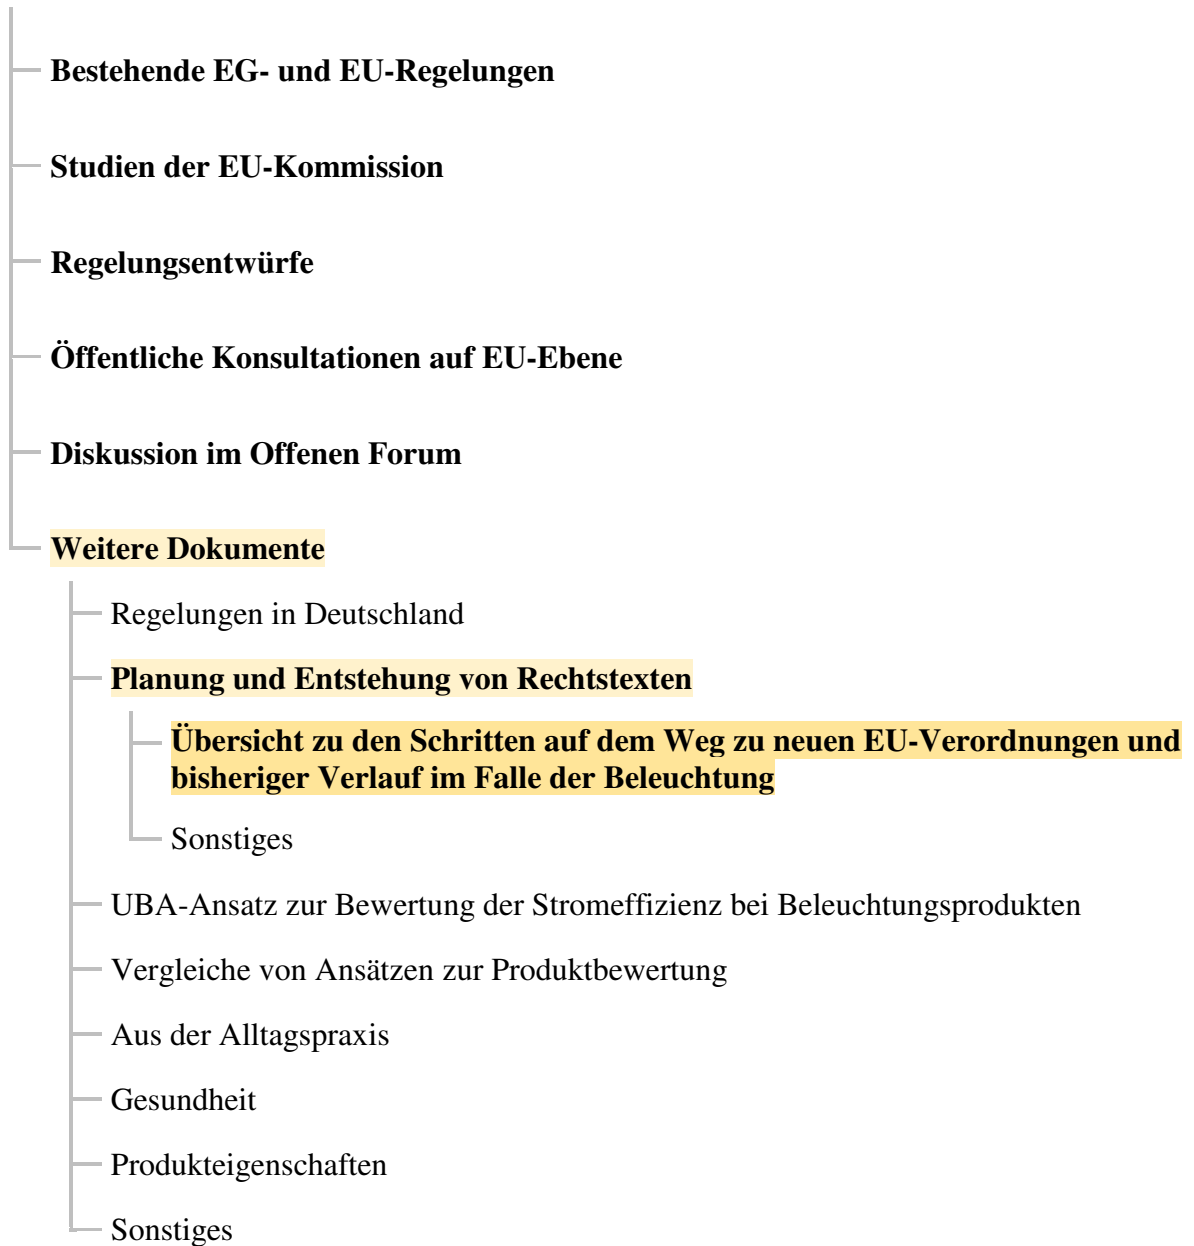 Bestehende EG- und EU-Regelungen
Studien der EU-Kommission
Regelungsentwürfe
Öffentliche Konsultationen auf EU-Ebene
Diskussion im Offenen Forum
Weitere Dokumente
Regelungen in Deutschland
Planung und Entstehung von Rechtstexten
Übersicht zu den Schritten auf dem Weg zu neuen EU-Verordnungen und
bisheriger Verlauf im Falle der Beleuchtung
Sonstiges
UBA-Ansatz zur Bewertung der Stromeffizienz bei Beleuchtungsprodukten
Vergleiche von Ansätzen zur Produktbewertung
Aus der Alltagspraxis
Gesundheit
Produkteigenschaften
Sonstiges